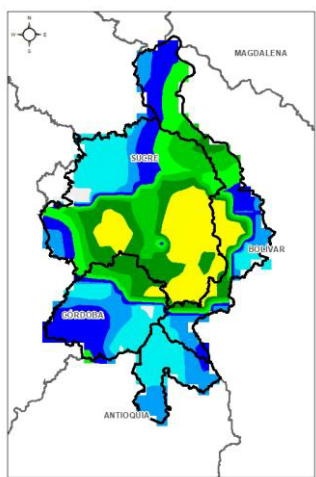 N
W E
S
MAGDALENA
SUCRE
BOLIVAR
CÓRDOBA
ANTIOQUIA